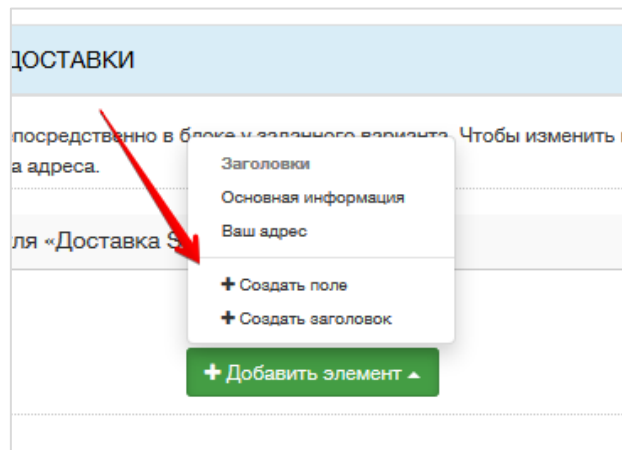 ДОСТАВКИ
посредственно в блоке у заданного варианта. Чтобы изменить
а адреса.
Заголовки
Основная информация
Ваш адрес
ля «Доставка S
+ Создать поле
+ Создать заголовок
+ Добавить элемент